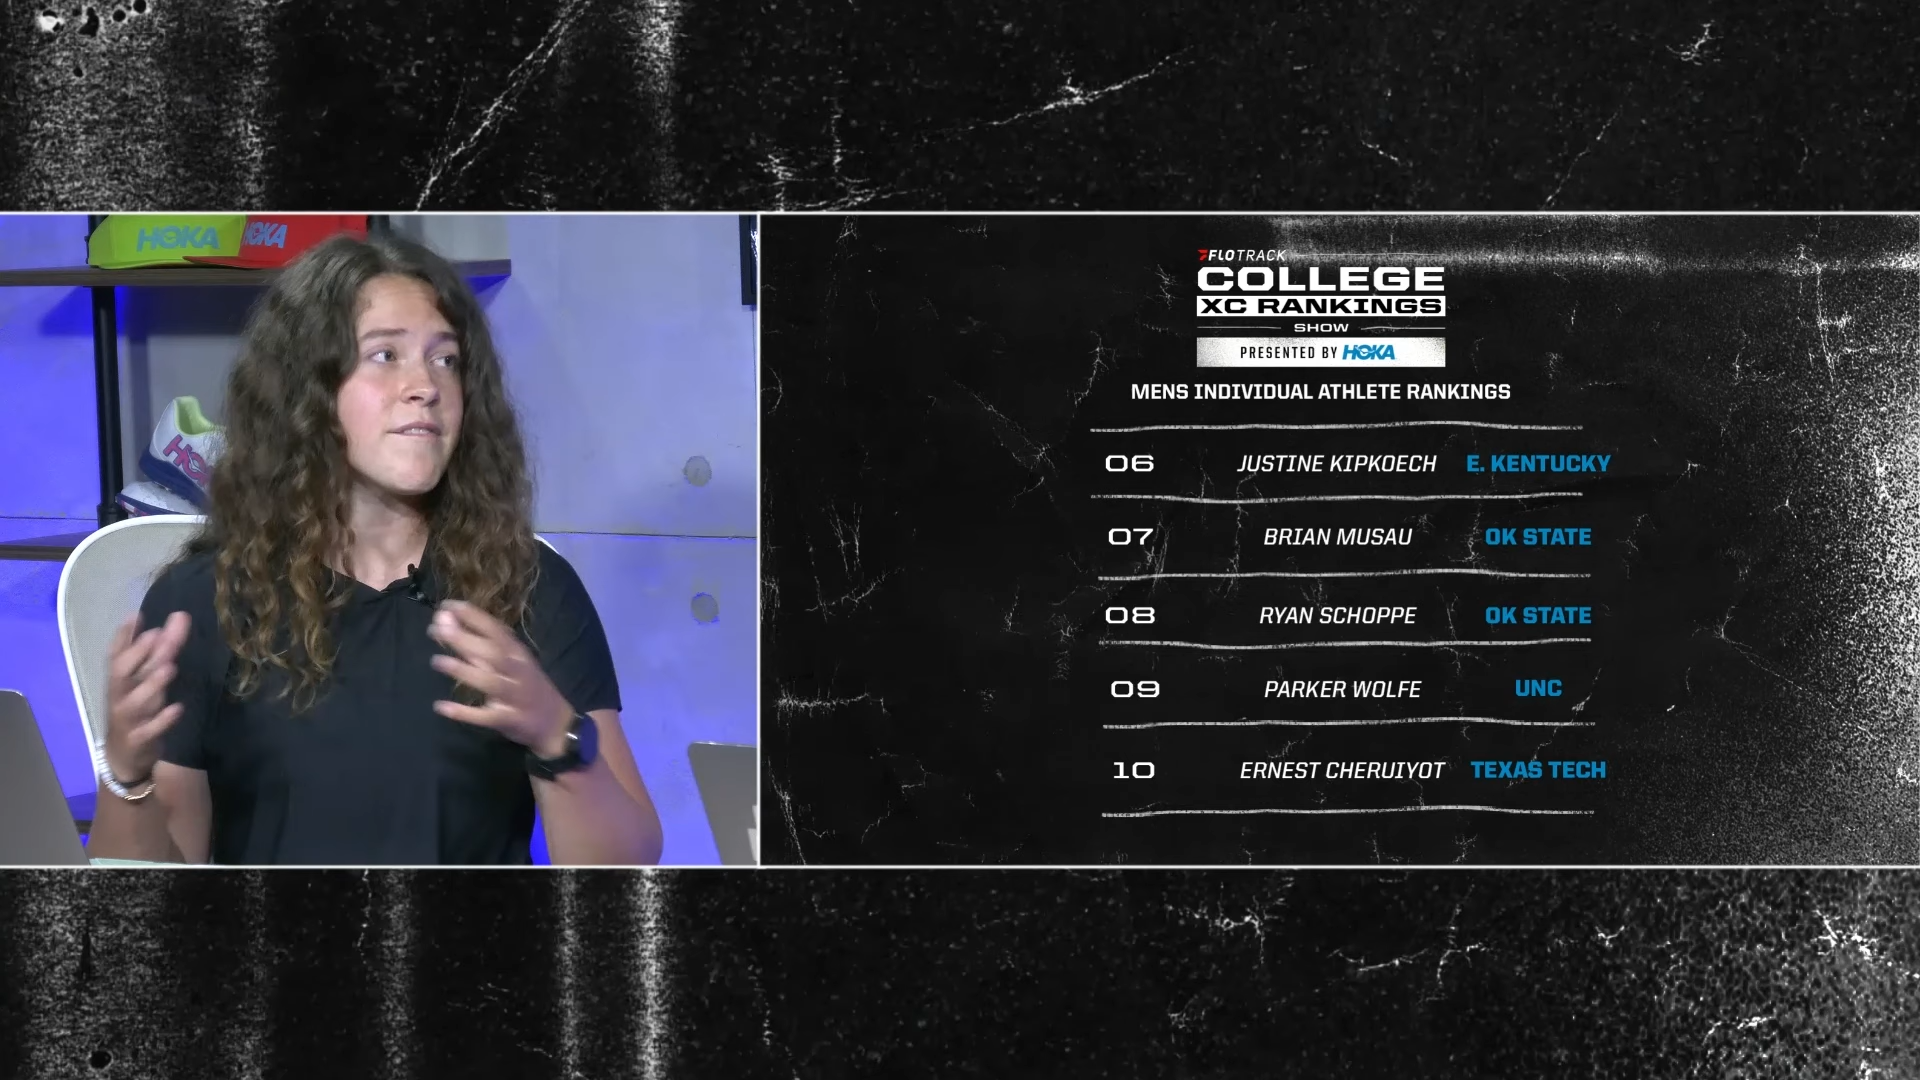 HOKA
HOKA
HO
FLOTRACK
COLLEGE
XC RANKINGS
SHOW
PRESENTED BY HOKA
MENS INDIVIDUAL ATHLETE RANKINGS
06 JUSTINE KIPKOECH E. KENTUCKY
07 BRIAN MUSAU OK STATE
08 RYAN SCHOPPE OK STATE
09 PARKER WOLFE UNC
10 ERNEST CHERUIYOT TEXAS TECH